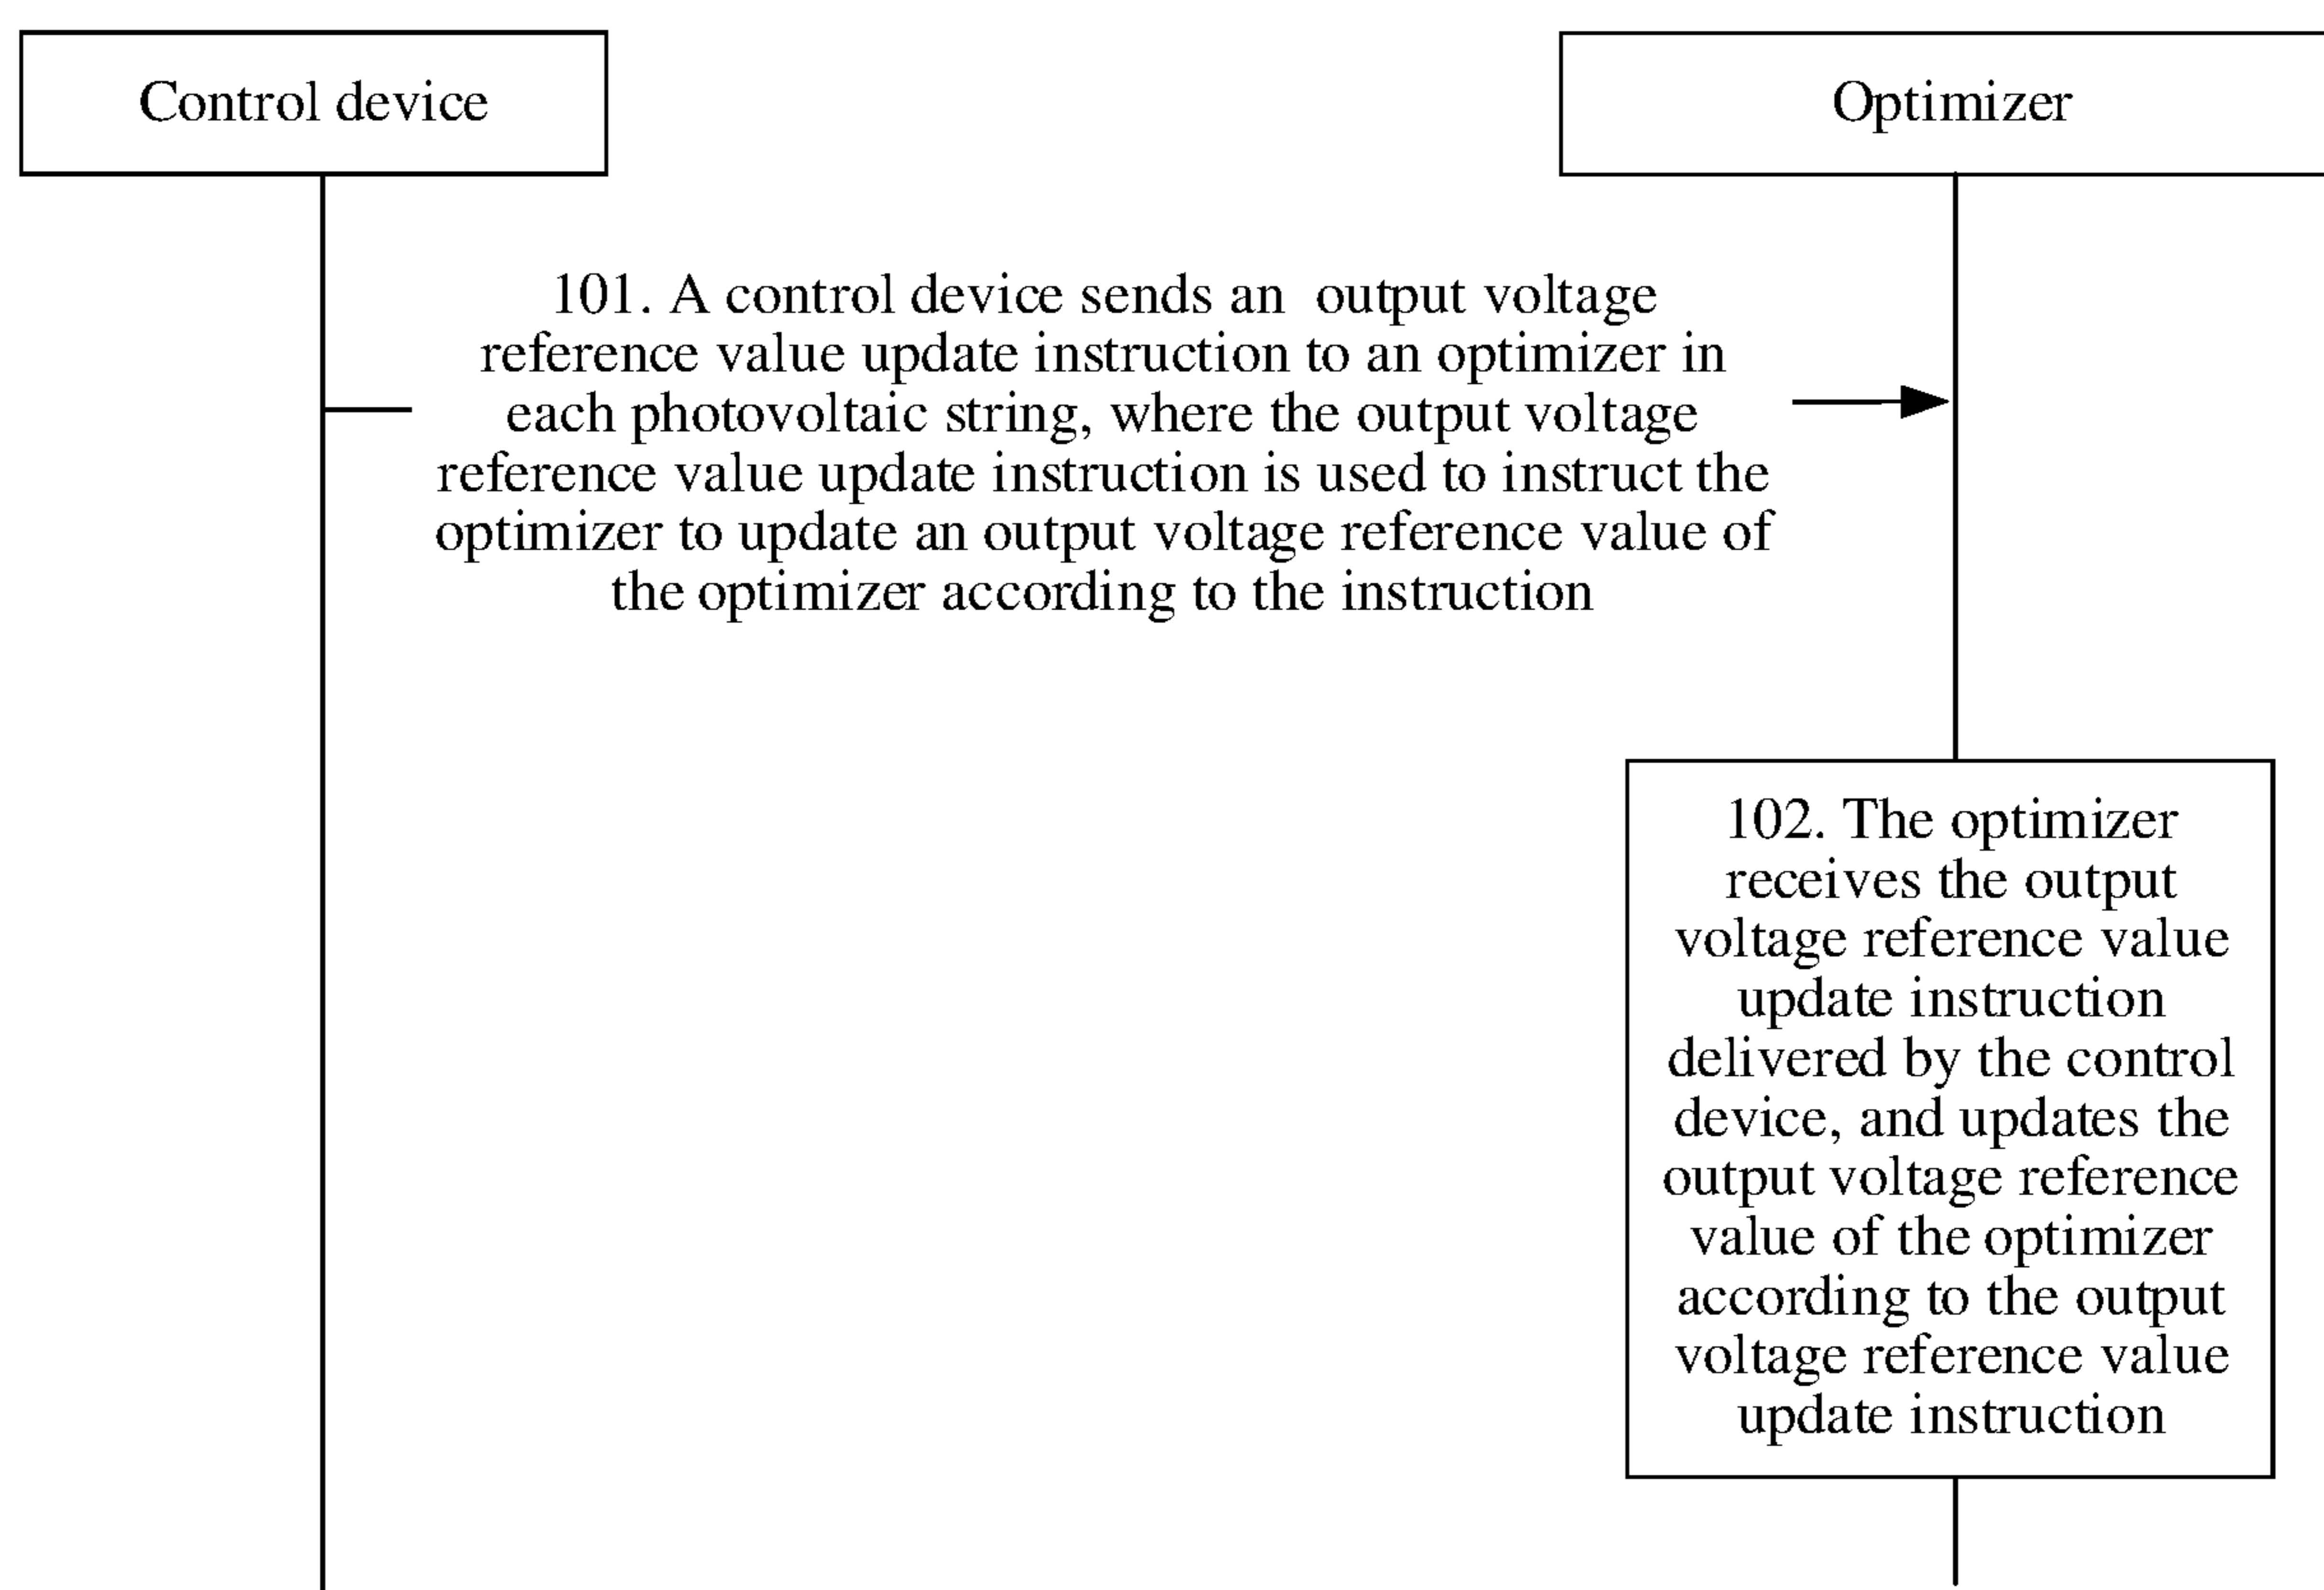 Control device
Optimizer
101. A control device sends an output voltage
reference value update instruction to an optimizer in
each photovoltaic string, where the output voltage
reference value update instruction is used to instruct the
optimizer to update an output voltage reference value of
the optimizer according to the instruction
102. The optimizer
receives the output
voltage reference value
update instruction
delivered by the control
device, and updates the
output voltage reference
value of the optimizer
according to the output
voltage reference value
update instruction